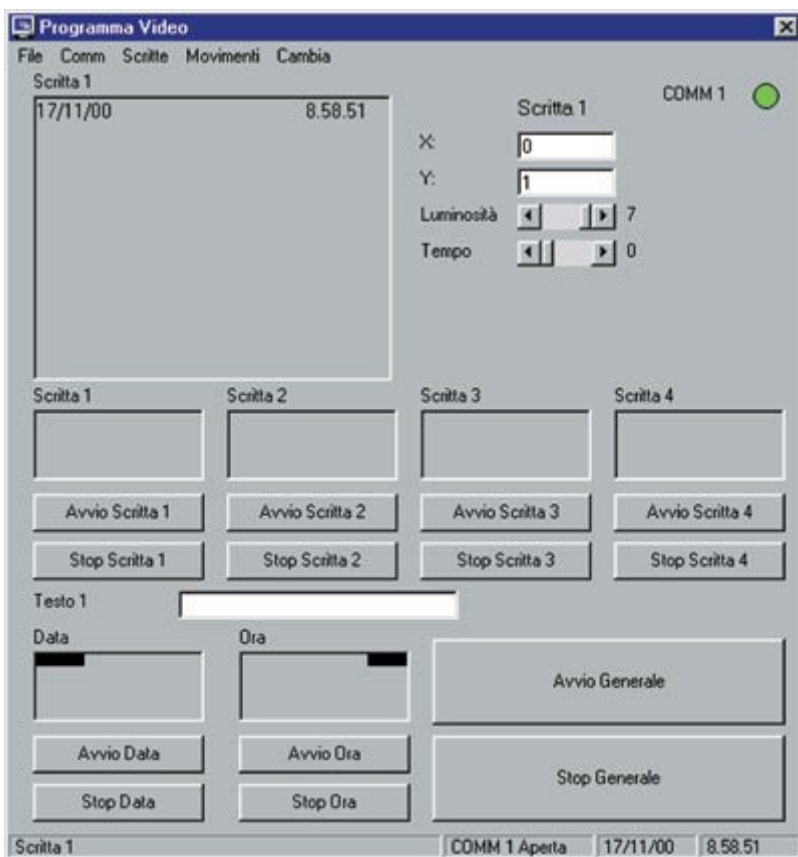 Programma Video
File Comm Scritte Movimenti Cambia
Scritta 1
17/11/00 8.58.51
Scritta 1
COMM 1
X: 0
Y: 1
Luminosità 7
Tempo 0
Scritta 1 Scritta 2 Scritta 3 Scritta 4
Avvio Scritta 1 Avvio Scritta 2 Avvio Scritta 3 Avvio Scritta 4
Stop Scritta 1 Stop Scritta 2 Stop Scritta 3 Stop Scritta 4
Testo 1
Data Ora
Avvio Generale
Avvio Data Avvio Ora
Stop Generale
Stop Data Stop Ora
Scritta 1 COMM 1 Aperta 17/11/00 8.58.51